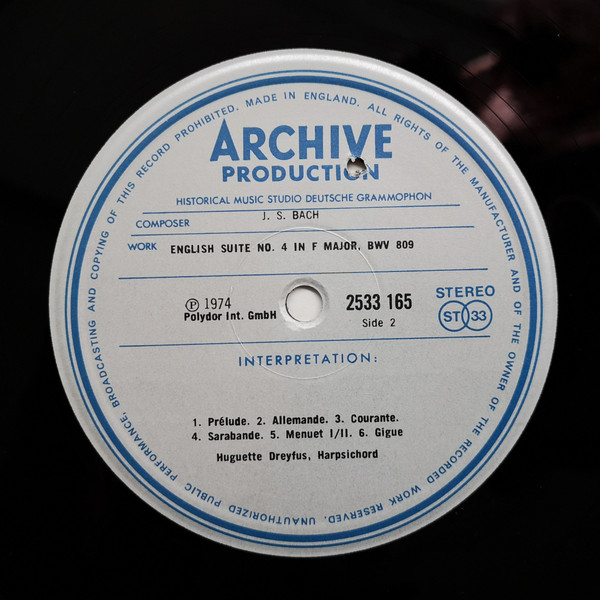 MADE IN ENGLAND. ALL RIGHTS OF THE MANUFACTURER AND OF THE OWNER OF THE RECORDED WORK RESERVED. UNAUTHORIZED PUBLIC PERFORMANCE, BROADCASTING AND COPYING OF THIS RECORD PROHIBITED.
ARCHIVE
PRODUCTION
HISTORICAL MUSIC STUDIO DEUTSCHE GRAMMOPHON
COMPOSER J. S. BACH
WORK ENGLISH SUITE NO. 4 IN F MAJOR, BWV 809
Ⓟ 1974
Polydor Int. GmbH
2533 165
Side 2
STEREO
ST 33
INTERPRETATION:
1. Prélude. 2. Allemande. 3. Courante.
4. Sarabande. 5. Menuet I/II. 6. Gigue
Huguette Dreyfus, Harpsichord